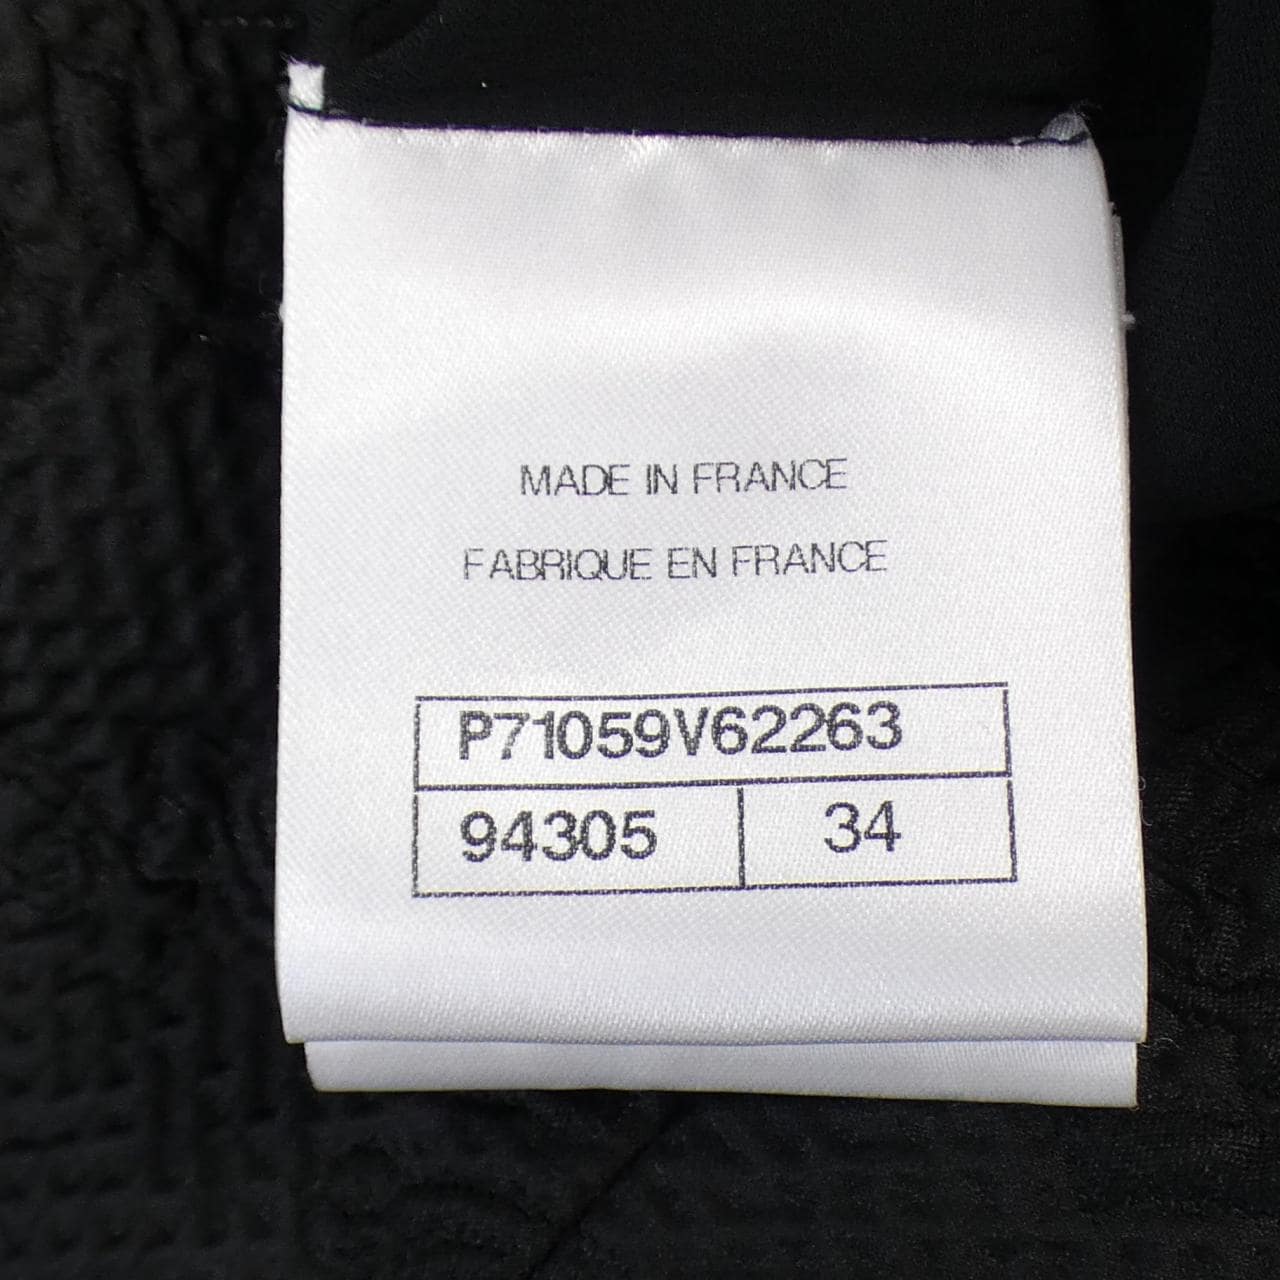 MADE IN FRANCE
FABRIQUE EN FRANCE
P71059V62263
94305 34